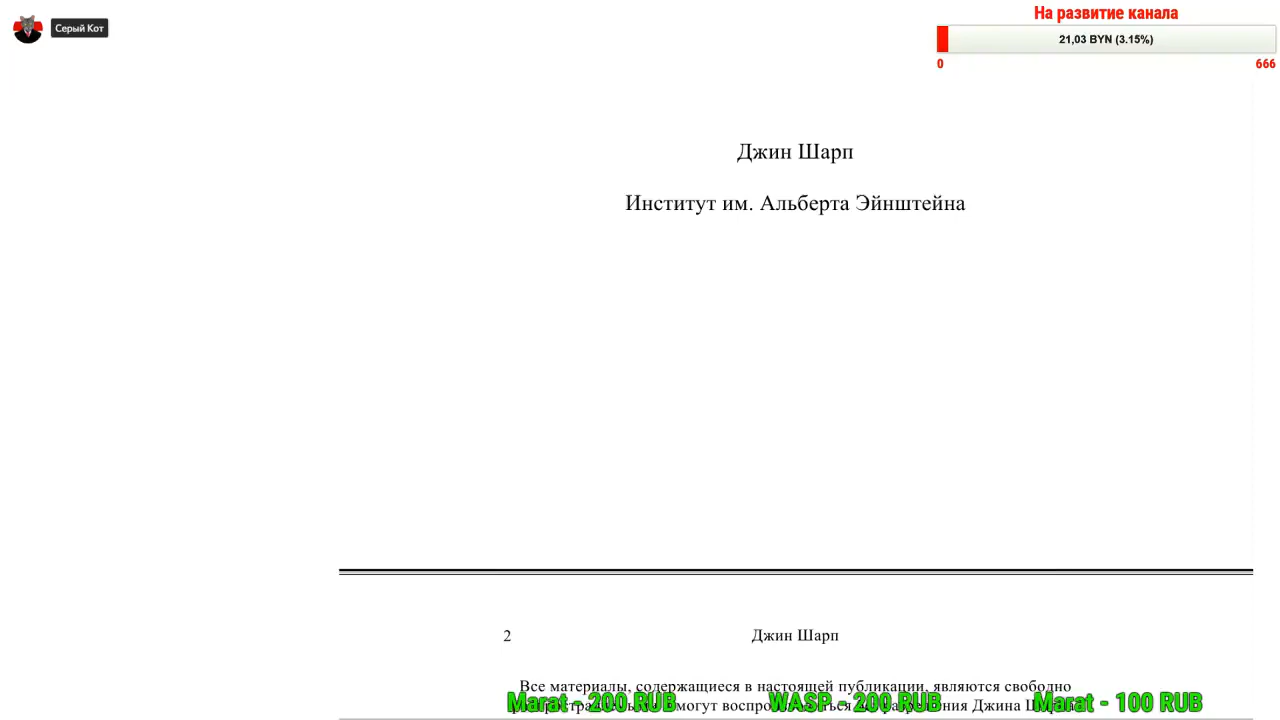 Серый Кот
На развитие канала
21,03 BYN (3.15%)
0 666
Джин Шарп
Институт им. Альберта Эйнштейна
2 Джин Шарп
Все материалы, содержащиеся в настоящей публикации, являются свободно
могут Джина
Marat - 200 RUB WASP - 200 RUB Marat - 100 RUB